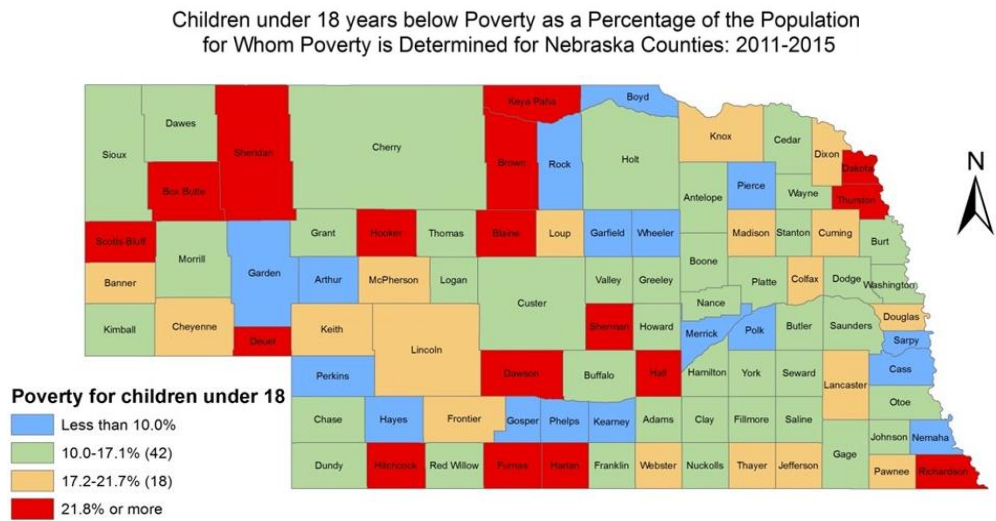 Children under 18 years below Poverty as a Percentage of the Population
for Whom Poverty is Determined for Nebraska Counties: 2011-2015
Keya Paha
Boyd
Dawes
Knox
Cedar
Sioux
Sheridan
Cherry
Brown
Rock
Holt
Dixon
Dakota
N
Box Butte
Pierce
Wayne
Thurston
Antelope
Scotts Bluff
Grant
Hooker
Thomas
Blaine
Loup
Garfield
Wheeler
Madison
Stanton
Cuming
Burt
Morrill
Garden
Arthur
McPherson
Logan
Valley
Greeley
Boone
Platte
Colfax
Dodge
Washington
Banner
Custer
Nance
Kimball
Cheyenne
Deuel
Keith
Lincoln
Sherman
Howard
Merrick
Polk
Butler
Saunders
Douglas
Sarpy
Perkins
Dawson
Buffalo
Hall
Hamilton
York
Seward
Lancaster
Cass
Otoe
Poverty for children under 18
Chase
Hayes
Frontier
Gosper
Phelps
Kearney
Adams
Clay
Fillmore
Saline
Johnson
Nemaha
Less than 10.0%
10.0-17.1% (42)
Dundy
Hitchcock
Red Willow
Furnas
Harlan
Franklin
Webster
Nuckolls
Thayer
Jefferson
Gage
Pawnee
Richardson
17.2-21.7% (18)
21.8% or more